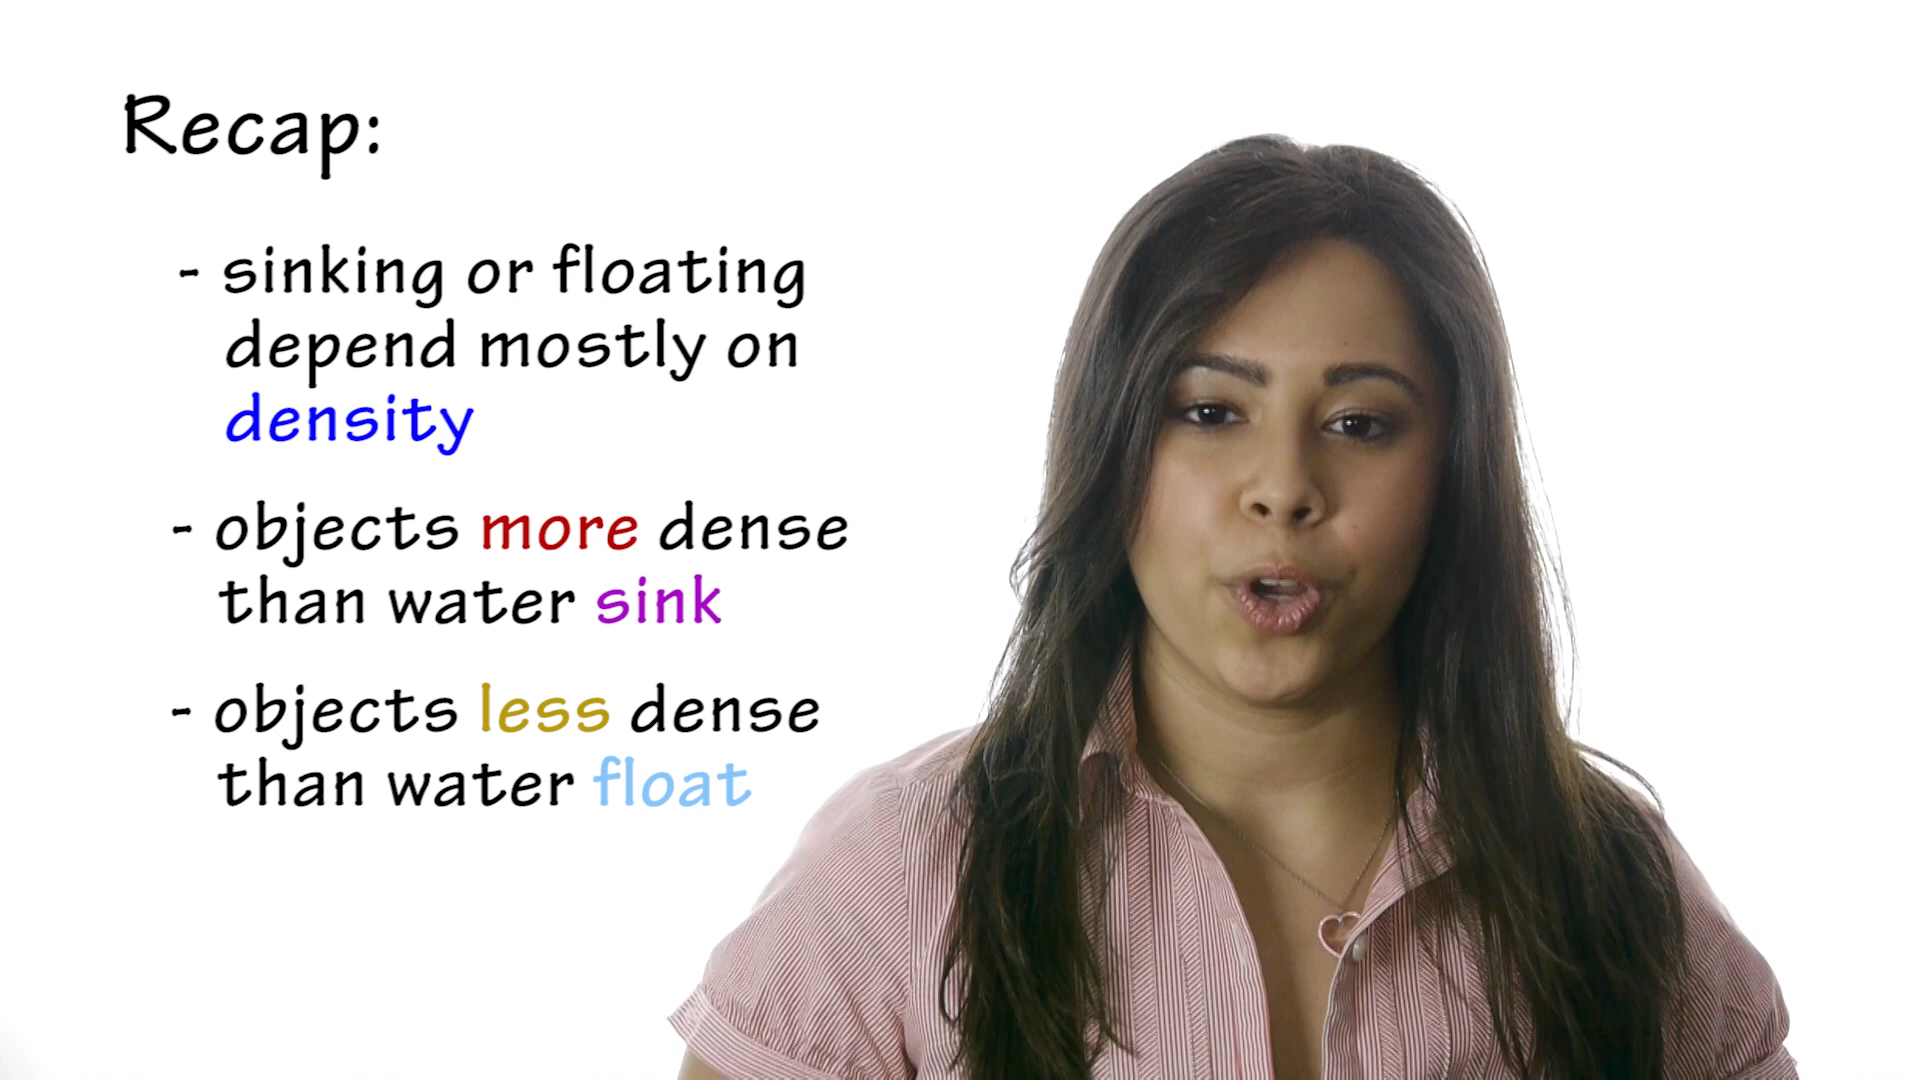 Recap:
- sinking or floating
depend mostly on
density
- objects more dense
than water sink
- objects less dense
than water float